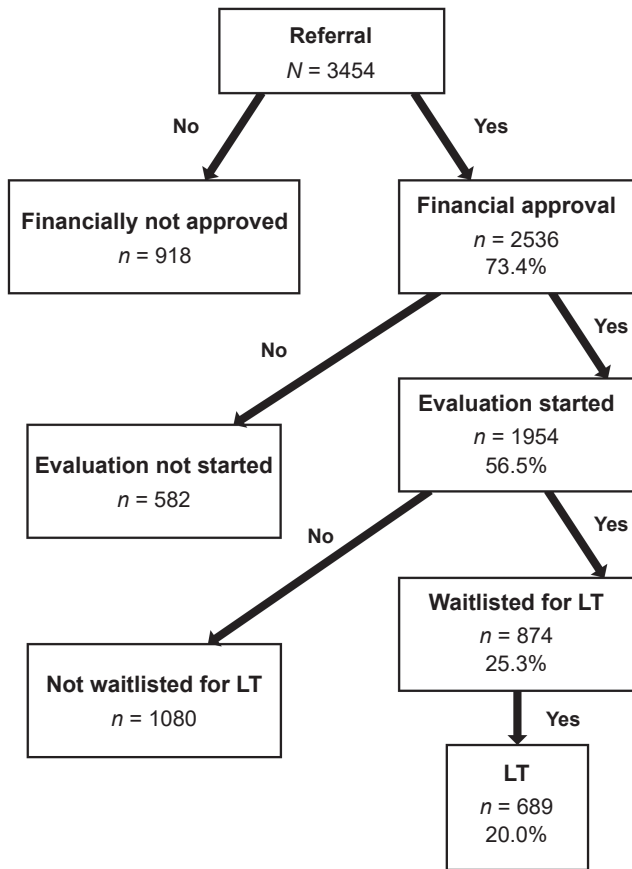 Referral
N = 3454
No
Yes
Financially not approved
n = 918
Financial approval
n = 2536
73.4%
No
Yes
Evaluation not started
n = 582
Evaluation started
n = 1954
56.5%
No
Yes
Not waitlisted for LT
n = 1080
Waitlisted for LT
n = 874
25.3%
Yes
LT
n = 689
20.0%